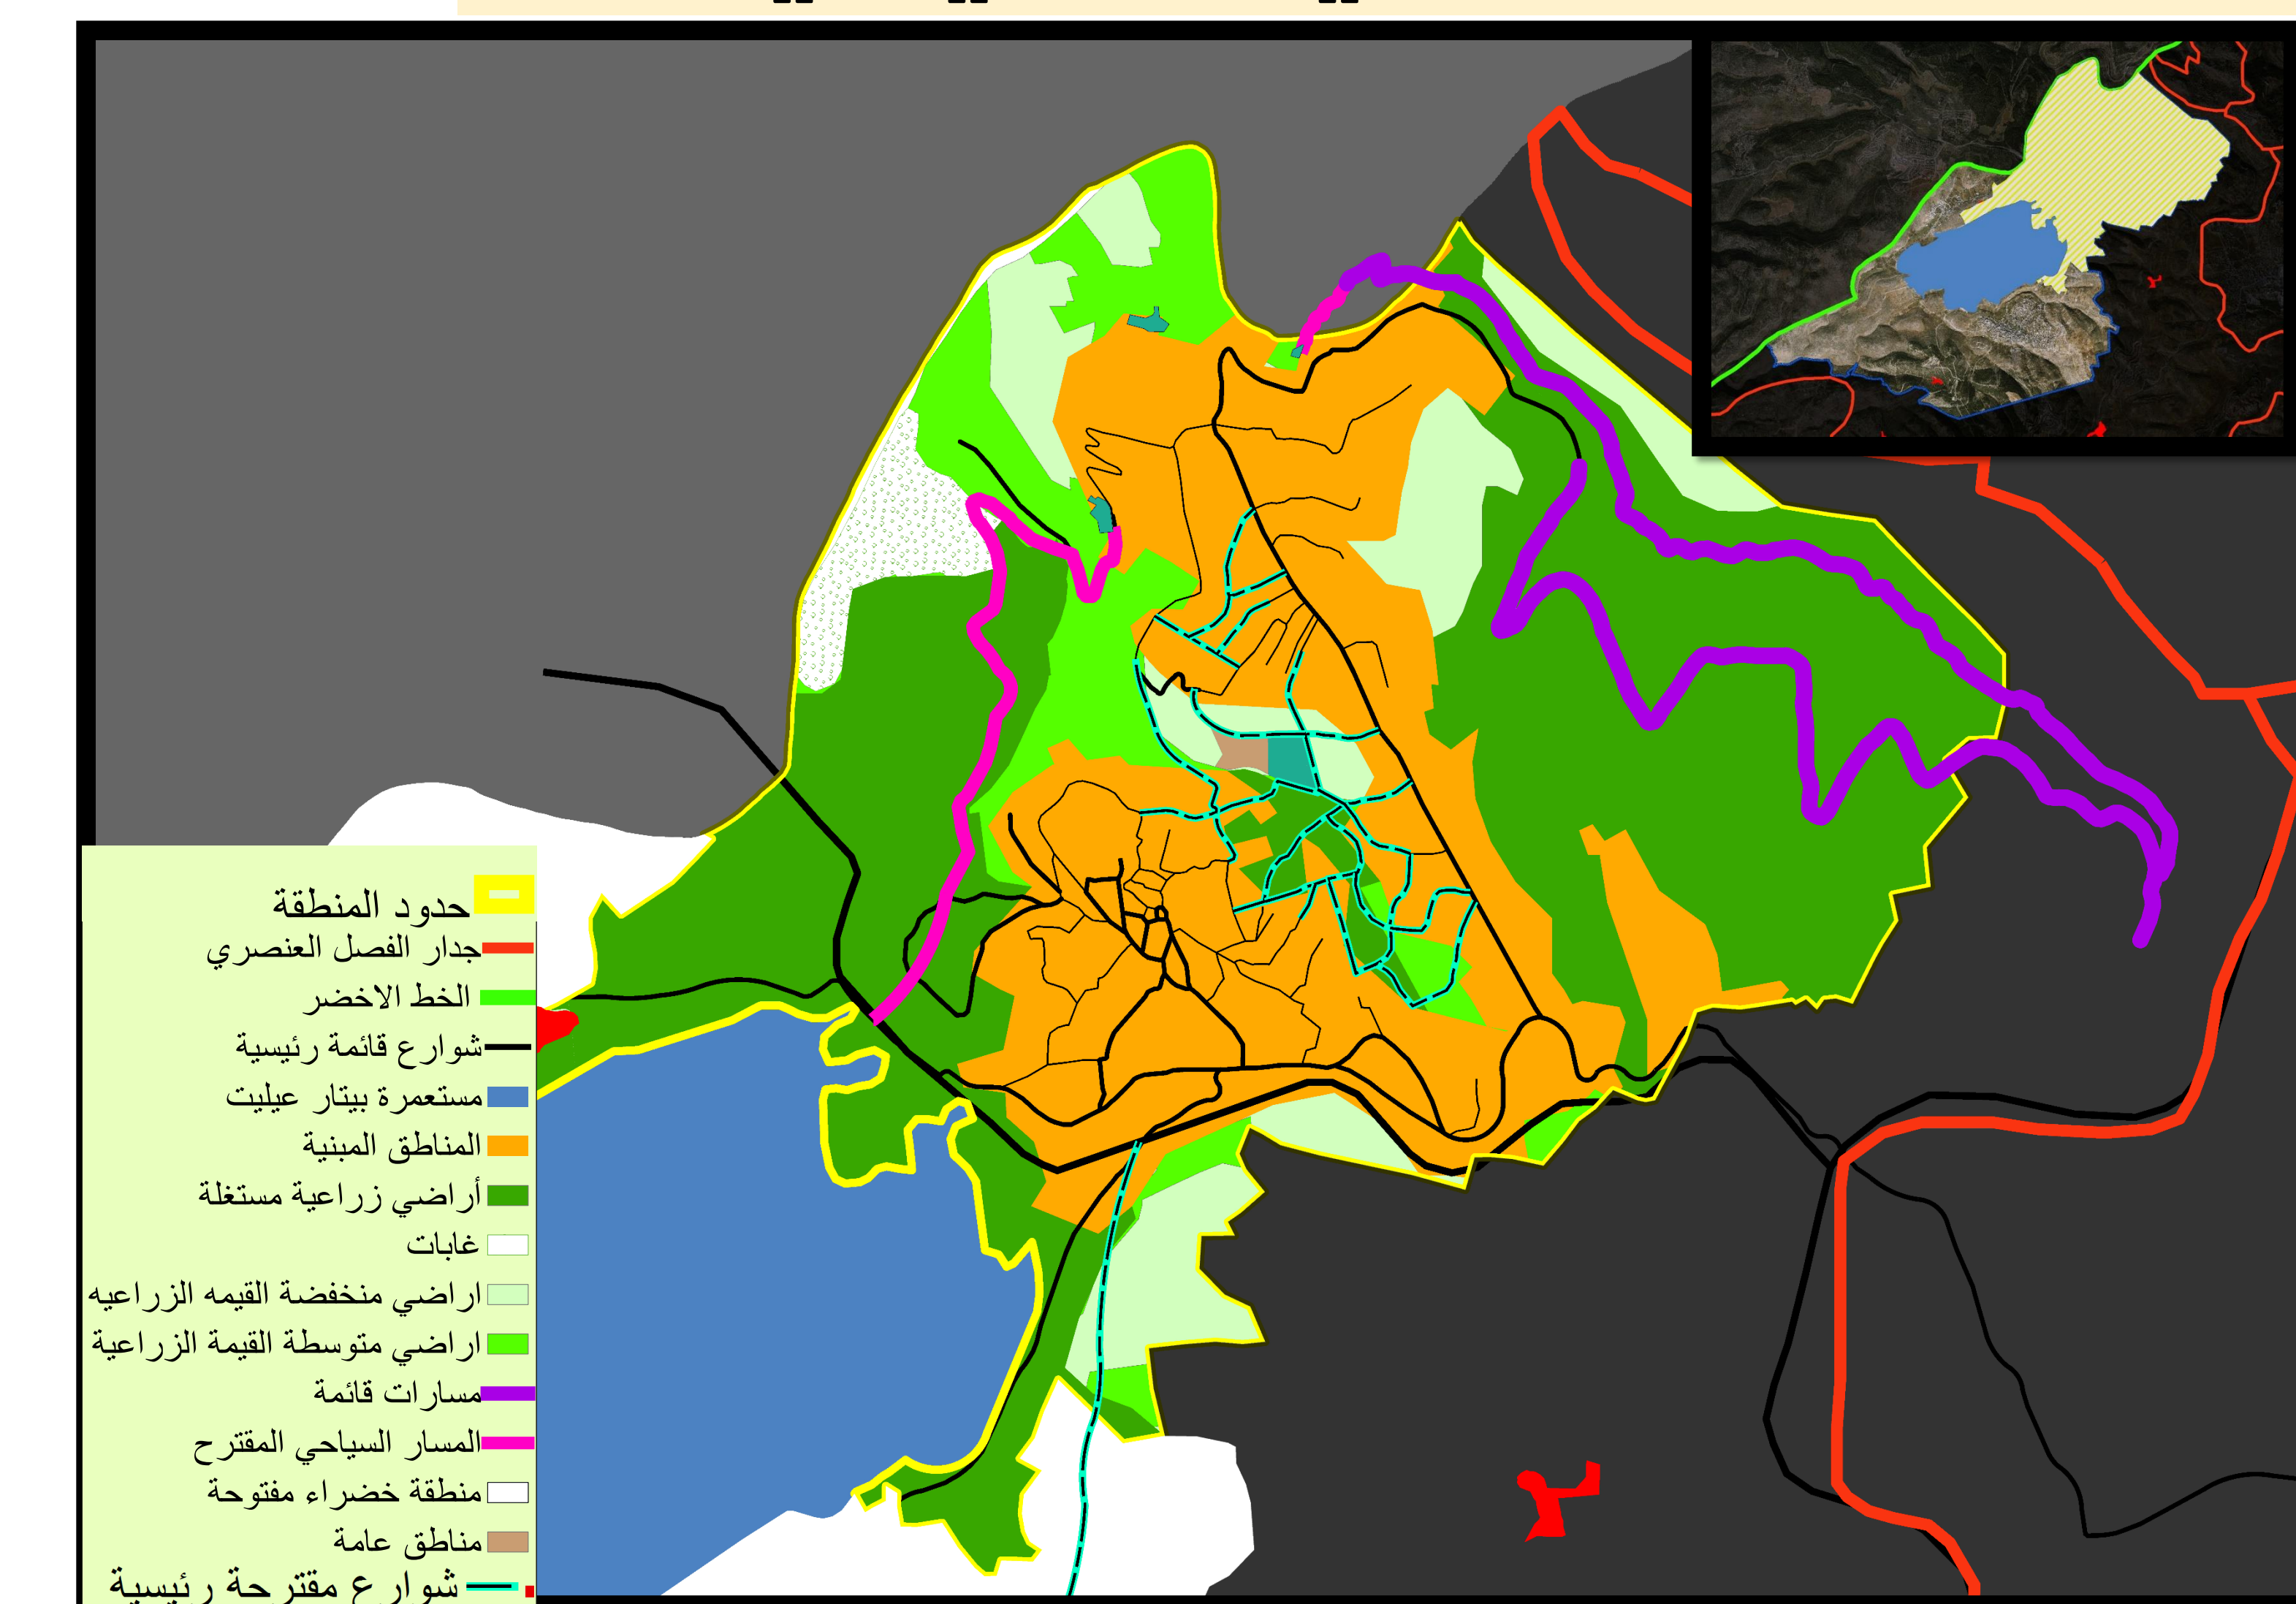 حدود المنطقة
جدار الفصل العنصري
الخط الاخضر
شوارع قائمة رئيسية
مستعمرة بيتار عيليت
المناطق المبنية
أراضي زراعية مستغلة
غابات
اراضي منخفضة القيمه الزراعيه
اراضي متوسطة القيمة الزراعية
مسارات قائمة
المسار السياحي المقترح
منطقة خضراء مفتوحة
مناطق عامة
شوارع مقترحة رئيسية